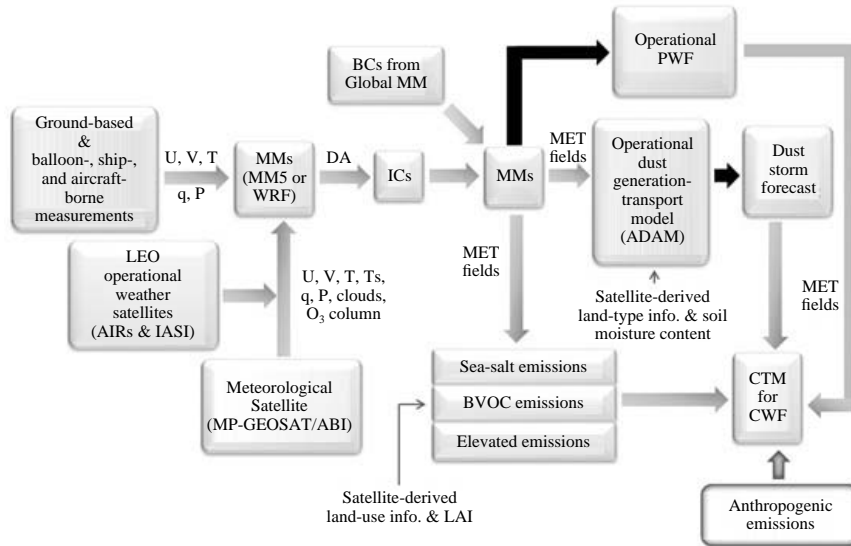 Operational
PWF
BCs from
Global MM
Ground-based
&
balloon-, ship-,
and aircraft-
borne
measurements
U, V, T
q, P
MMs
(MM5 or
WRF)
DA
ICs
MMs
MET
fields
Operational
dust
generation-
transport
model
(ADAM)
Dust
storm
forecast
LEO
operational
weather
satellites
(AIRs & IASI)
U, V, T, Ts,
q, P, clouds,
O₃ column
MET
fields
Satellite-derived
land-type info. & soil
moisture content
MET
fields
Meteorological
Satellite
(MP-GEOSAT/ABI)
Sea-salt emissions
BVOC emissions
Elevated emissions
CTM
for
CWF
Satellite-derived
land-use info. & LAI
Anthropogenic
emissions